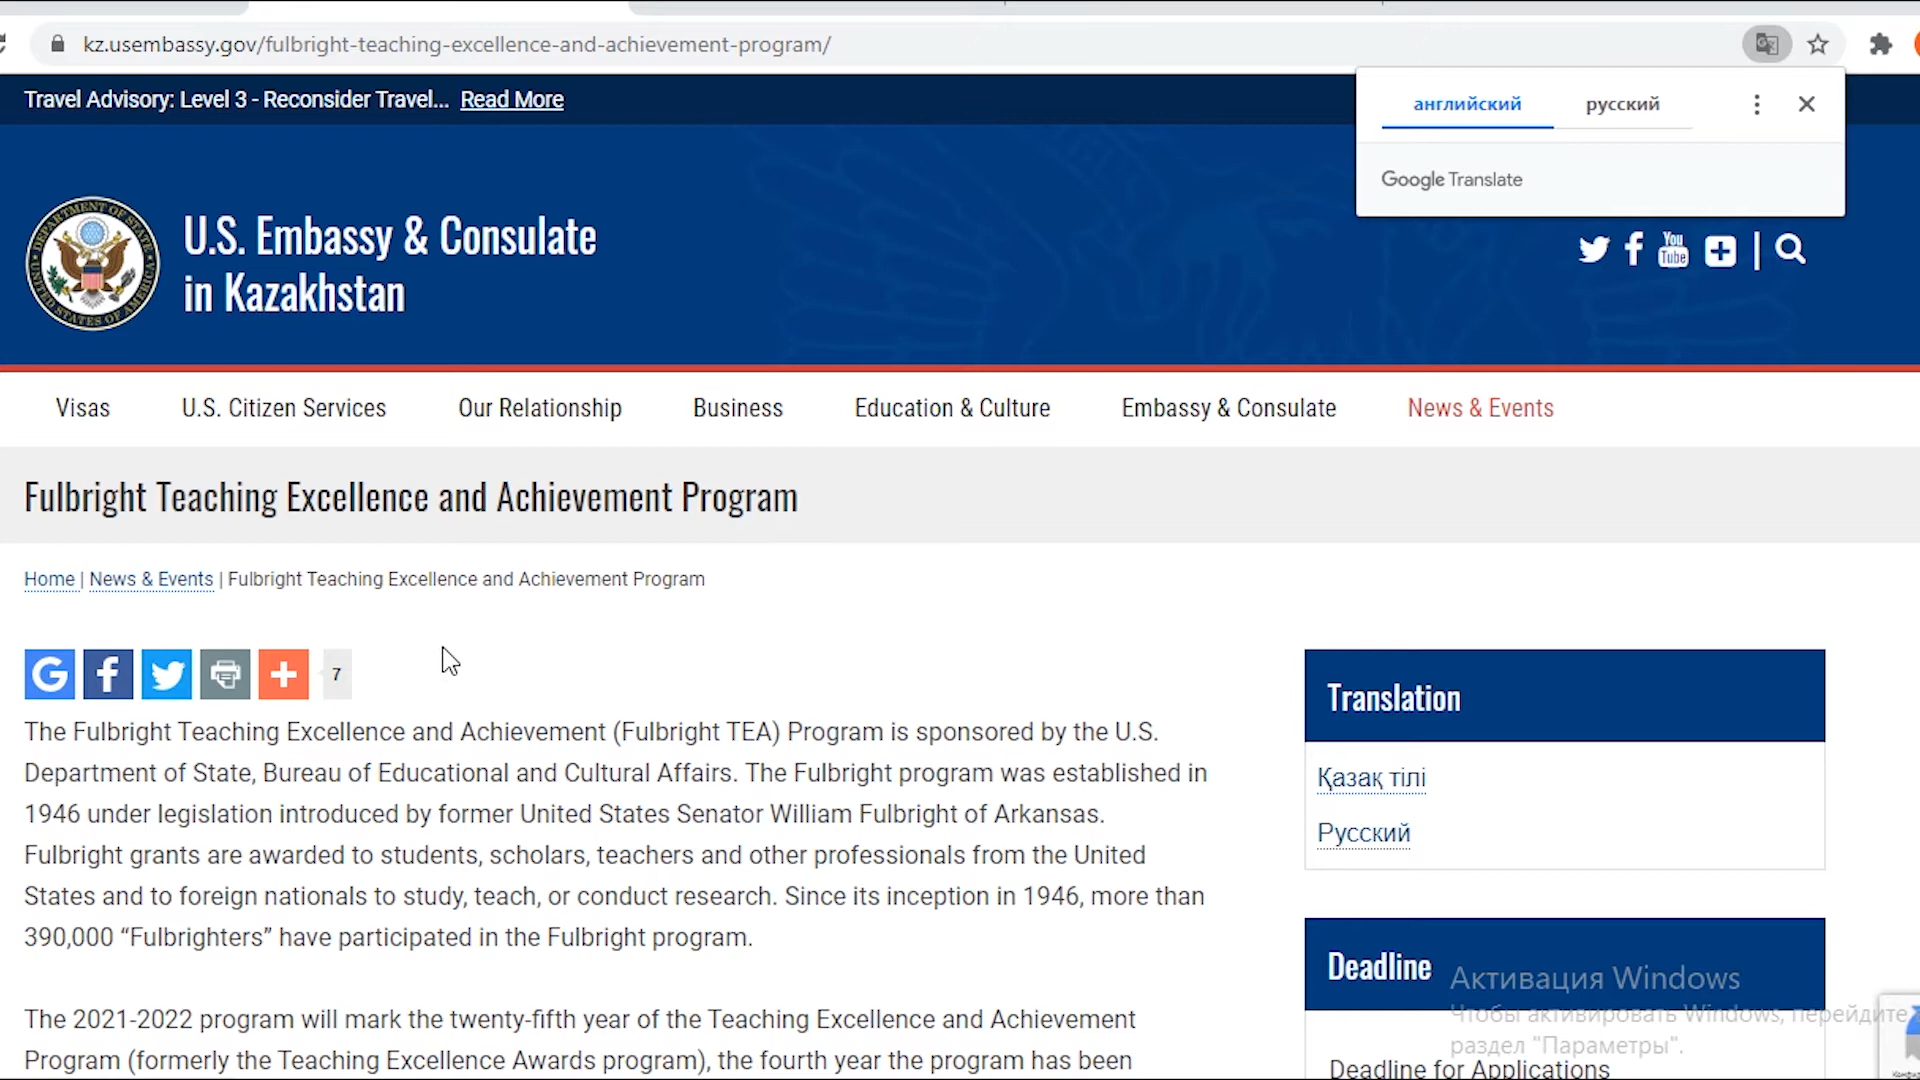 kz.usembassy.gov/fulbright-teaching-excellence-and-achievement-program/
Travel Advisory: Level 3 - Reconsider Travel... Read More
английский русский
Google Translate
DEPARTMENT OF STATE
UNITED STATES OF AMERICA
U.S. Embassy & Consulate
in Kazakhstan
You
Tube
Visas U.S. Citizen Services Our Relationship Business Education & Culture Embassy & Consulate News & Events
Fulbright Teaching Excellence and Achievement Program
Home | News & Events | Fulbright Teaching Excellence and Achievement Program
7
The Fulbright Teaching Excellence and Achievement (Fulbright TEA) Program is sponsored by the U.S.
Department of State, Bureau of Educational and Cultural Affairs. The Fulbright program was established in
1946 under legislation introduced by former United States Senator William Fulbright of Arkansas.
Fulbright grants are awarded to students, scholars, teachers and other professionals from the United
States and to foreign nationals to study, teach, or conduct research. Since its inception in 1946, more than
390,000 “Fulbrighters” have participated in the Fulbright program.
The 2021-2022 program will mark the twenty-fifth year of the Teaching Excellence and Achievement
Program (formerly the Teaching Excellence Awards program), the fourth year the program has been
Translation
Қазақ тілі
Русский
Deadline
Deadline for Applications
Активация Windows
Чтобы активировать Windows, перейдите в
раздел "Параметры".